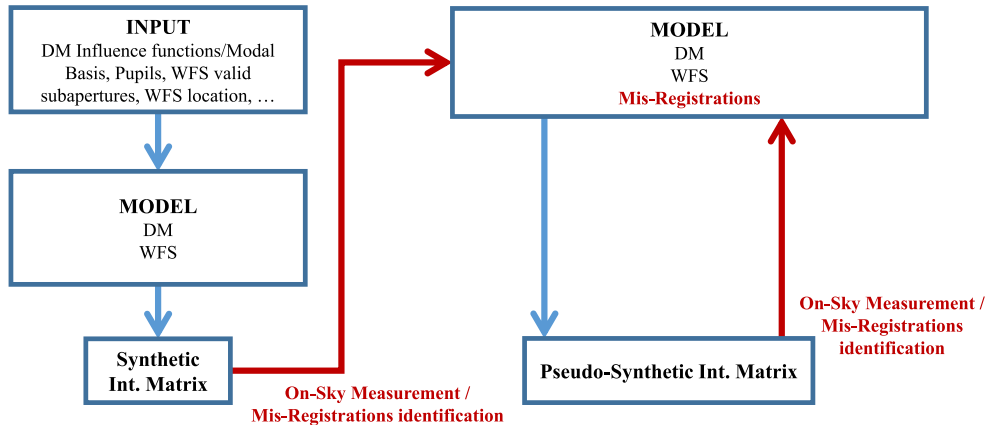 INPUT
DM Influence functions/Modal
Basis, Pupils, WFS valid
subapertures, WFS location, …
MODEL
DM
WFS
Synthetic
Int. Matrix
On-Sky Measurement /
Mis-Registrations identification
MODEL
DM
WFS
Mis-Registrations
Pseudo-Synthetic Int. Matrix
On-Sky Measurement /
Mis-Registrations
identification